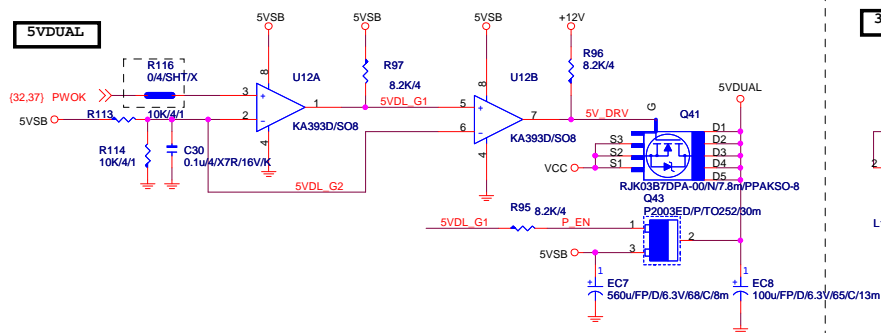 5VDUAL
5VSB
5VSB
5VSB
+12V
3
R116
0/4/SHT/X
{32,37} PWOK
5VSB
R113
10K/4/1
R114
10K/4/1
C30
0.1u/4/X7R/16V/K
8
3
+
2
-
1
4
U12A
KA393D/SO8
R97
8.2K/4
5VDL_G1
5VDL_G2
8
5
+
6
-
7
4
U12B
KA393D/SO8
R96
8.2K/4
5V_DRV
G
Q41
5VDUAL
S3
S2
S1
D1
D2
D3
D4
D5
VCC
RJK03B7DPA-00/N/7.8m/PPAKSO-8
Q43
P2003ED/P/TO252/30m
5VDL_G1
R95
8.2K/4
P_EN
1
2
3
5VSB
1
+
EC7
560u/FP/D/6.3V/68/C/8m
1
+
EC8
100u/FP/D/6.3V/65/C/13m
2